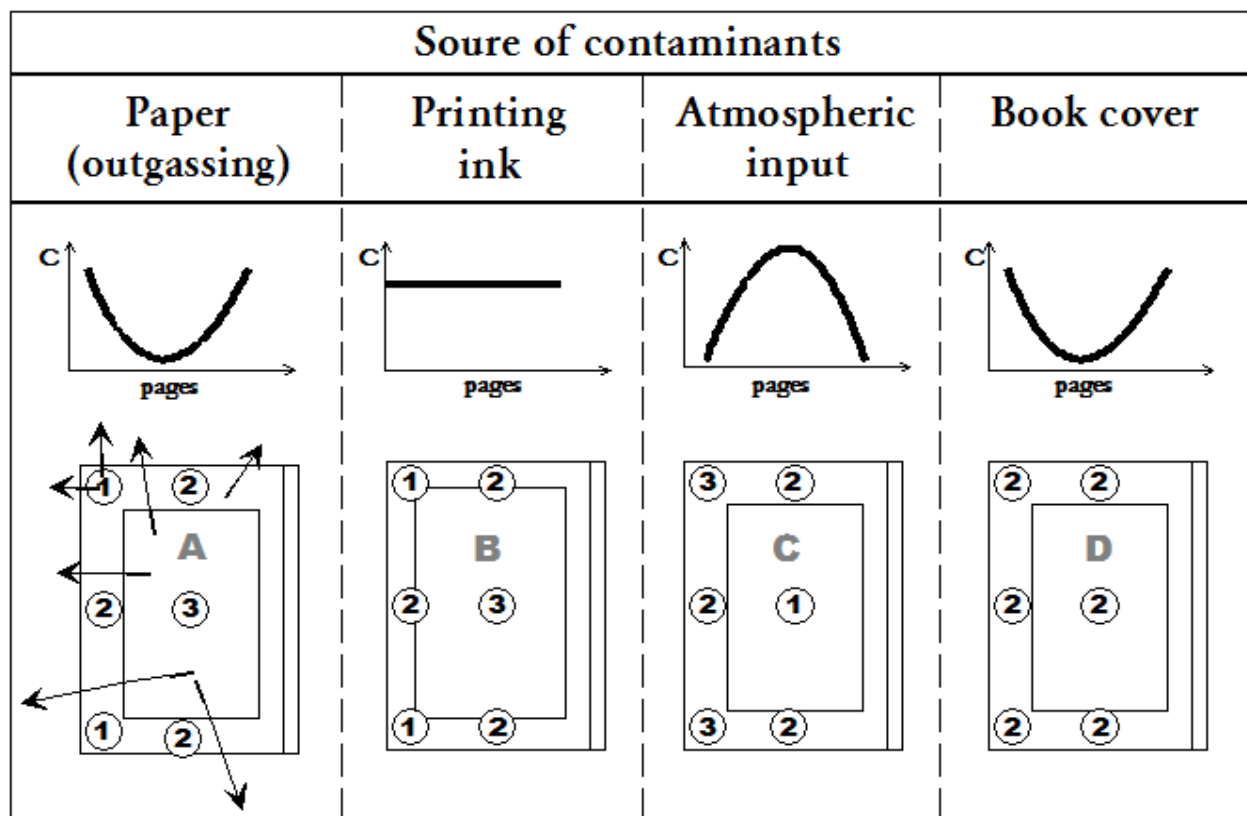 Soure of contaminants
Paper
(outgassing)
Printing
ink
Atmospheric
input
Book cover
C
pages
C
pages
C
pages
C
pages
1 2
A
2 3
1 2
1 2
B
2 3
1 2
3 2
C
2 1
3 2
2 2
D
2 2
2 2